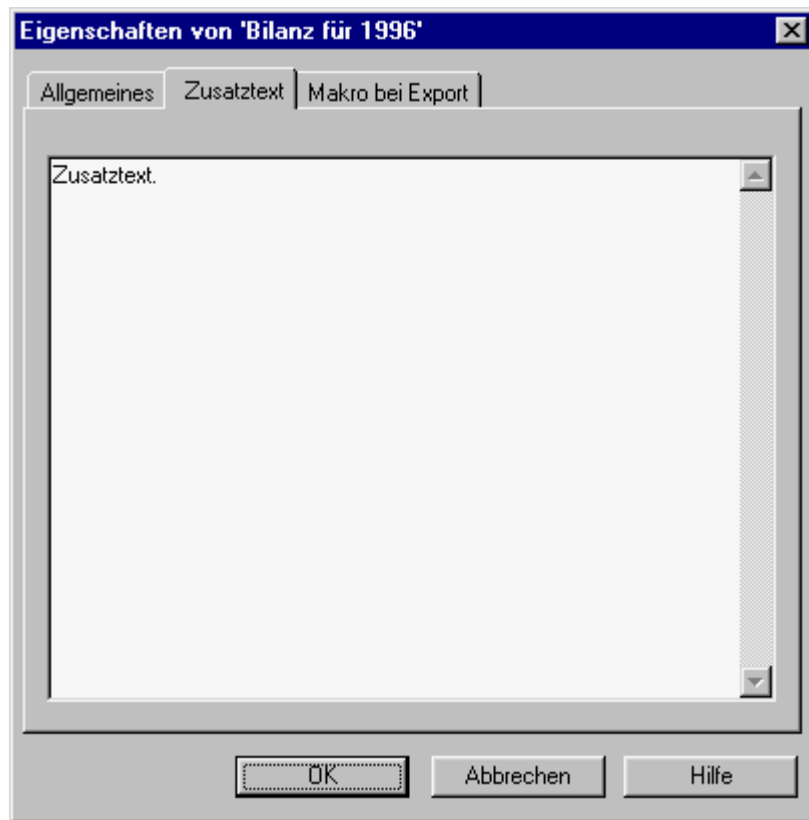 Eigenschaften von 'Bilanz für 1996'
Allgemeines Zusatztext Makro bei Export
Zusatztext.
OK Abbrechen Hilfe